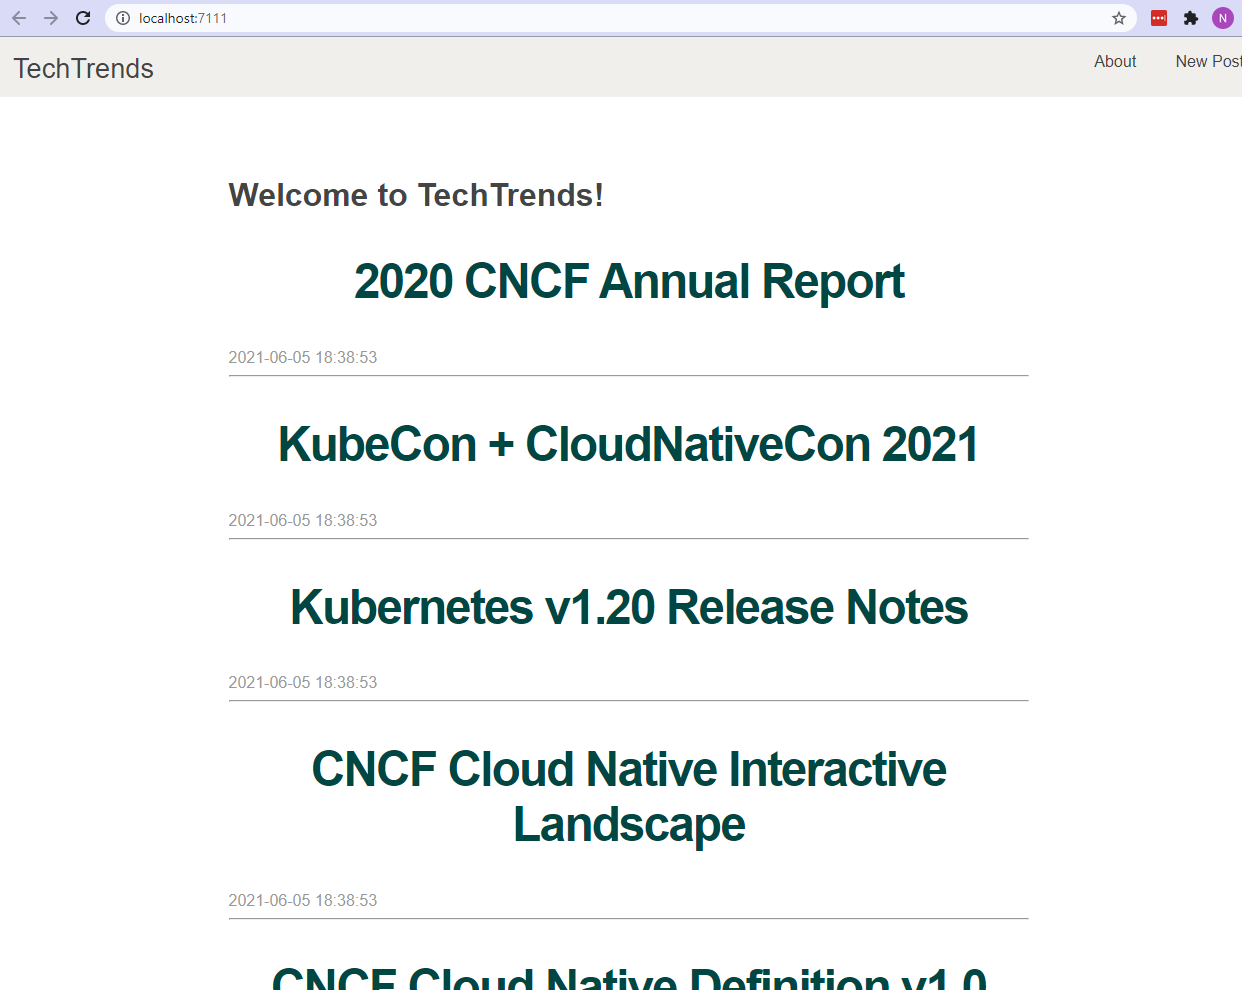 localhost:7111
N
TechTrends
About
New Post
Welcome to TechTrends!
2020 CNCF Annual Report
2021-06-05 18:38:53
KubeCon + CloudNativeCon 2021
2021-06-05 18:38:53
Kubernetes v1.20 Release Notes
2021-06-05 18:38:53
CNCF Cloud Native Interactive
Landscape
2021-06-05 18:38:53
CNCF Cloud Native Definition v1.0